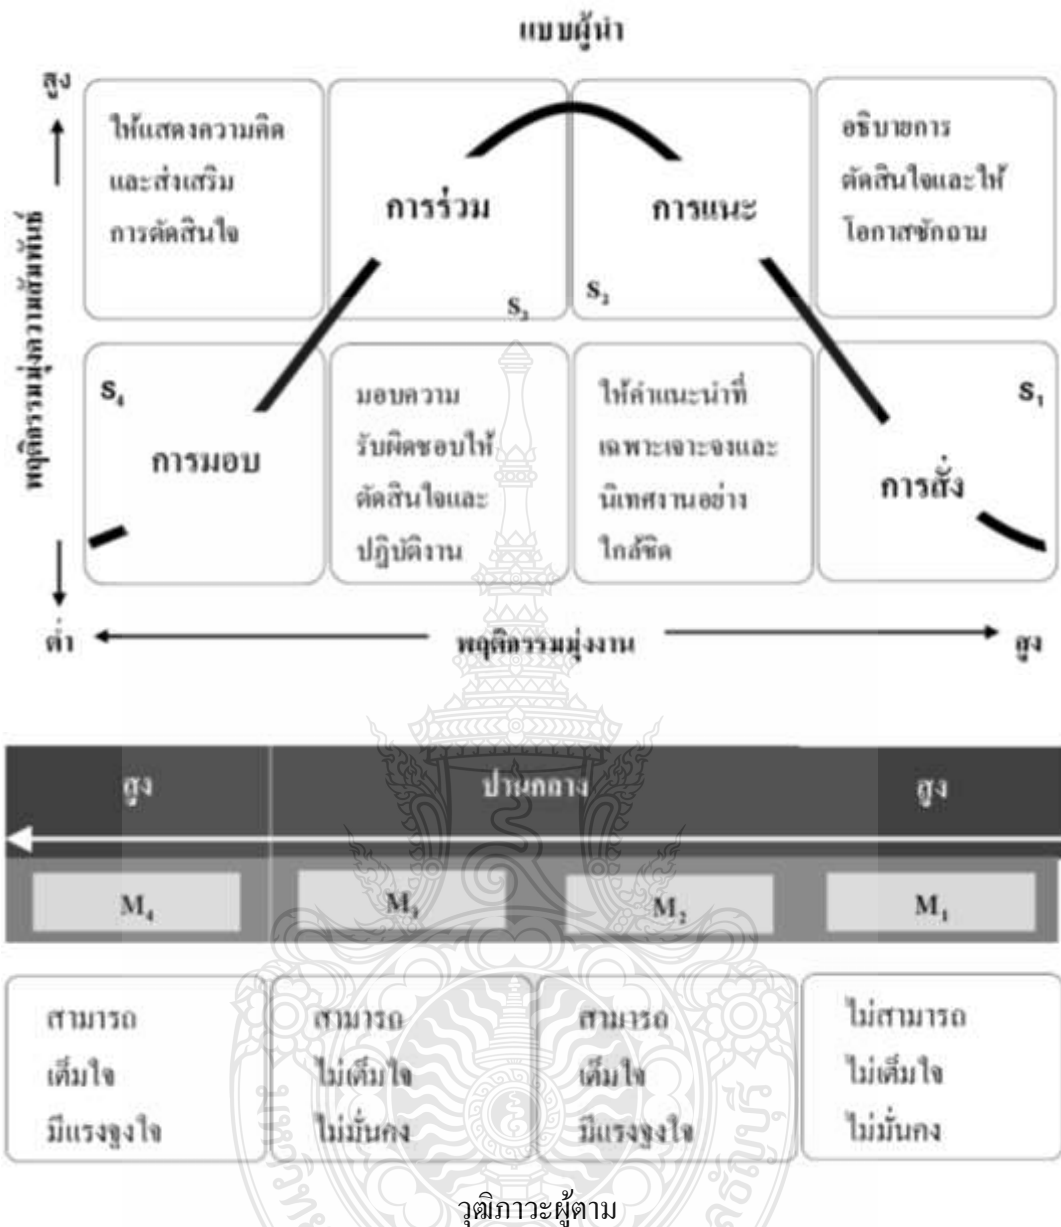 แบบผู้นำ
สูง
ให้แสดงความคิด
และส่งเสริม
การตัดสินใจ
การร่วม
S₃
การแนะ
S₂
อธิบายการ
ตัดสินใจและให้
โอกาสซักถาม
พฤติกรรมมุ่งความสัมพันธ์
S₄
การมอบ
มอบความ
รับผิดชอบให้
ตัดสินใจและ
ปฏิบัติงาน
ให้คำแนะนำที่
เฉพาะเจาะจงและ
นิเทศงานอย่าง
ใกล้ชิด
S₁
การสั่ง
ต่ำ
พฤติกรรมมุ่งงาน
สูง
สูง
ปานกลาง
สูง
M₄
M₃
M₂
M₁
สามารถ
เต็มใจ
มีแรงจูงใจ
สามารถ
ไม่เต็มใจ
ไม่มั่นคง
สามารถ
เต็มใจ
มีแรงจูงใจ
ไม่สามารถ
ไม่เต็มใจ
ไม่มั่นคง
วุฒิภาวะผู้ตาม